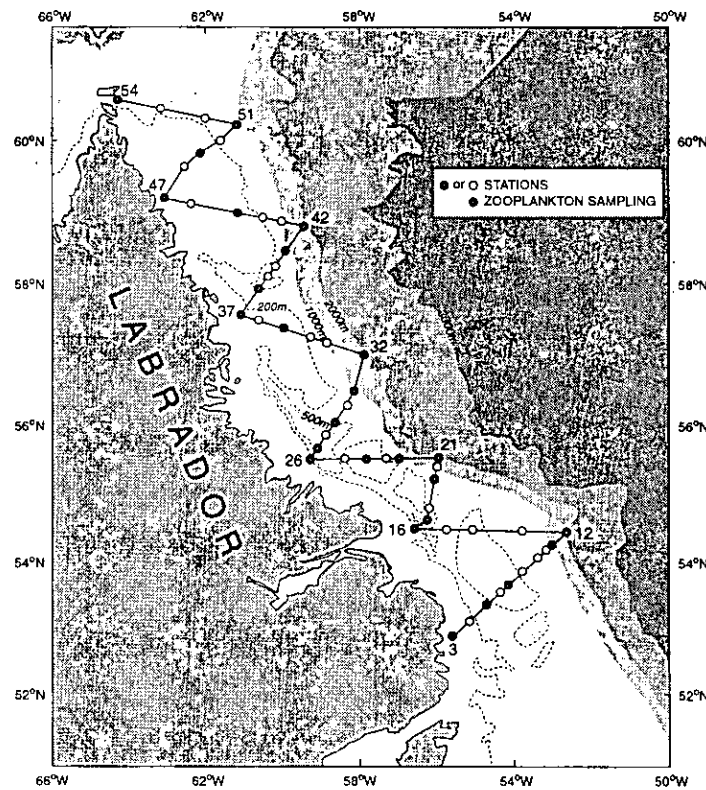 66°W 62°W 58°W 54°W 50°W
54
51
60°N 60°N
● or ○ STATIONS
47
● ZOOPLANKTON SAMPLING
42
58°N 58°N
200m
2000m
1000m
37
32
LABRADOR
56°N 56°N
500m
21
26
16
12
54°N 54°N
3
52°N 52°N
66°W 62°W 58°W 54°W 50°W